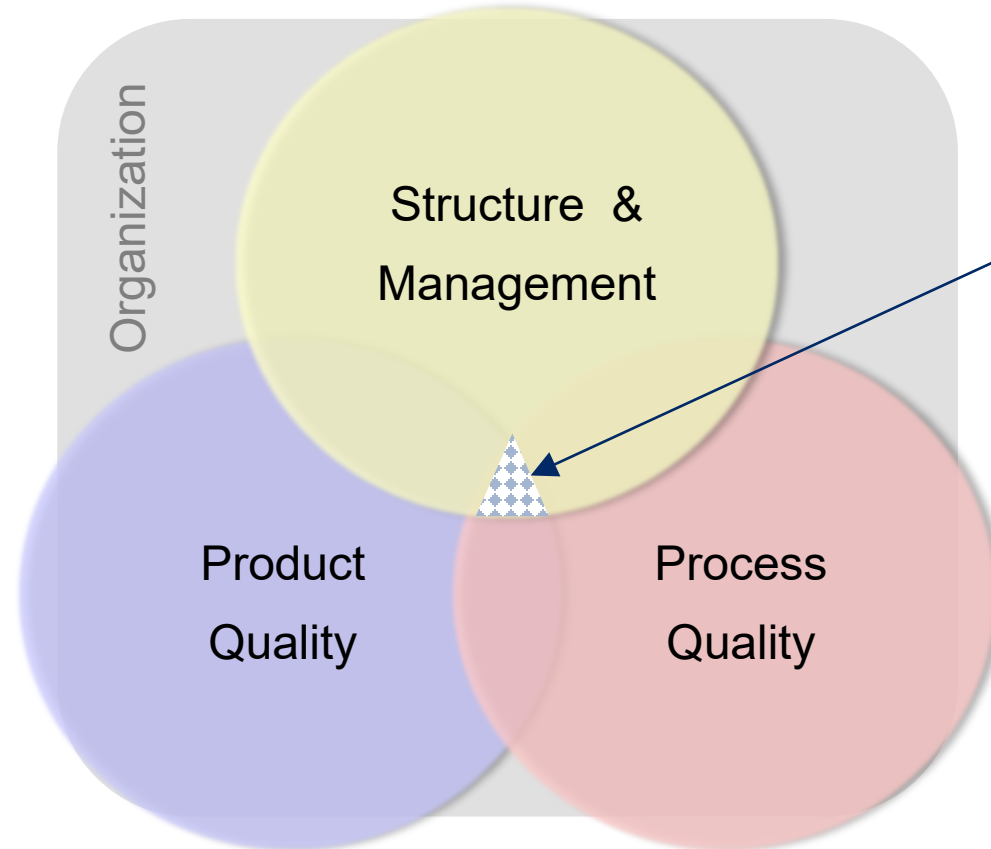 Organization
Structure &
Management
Product
Quality
Process
Quality